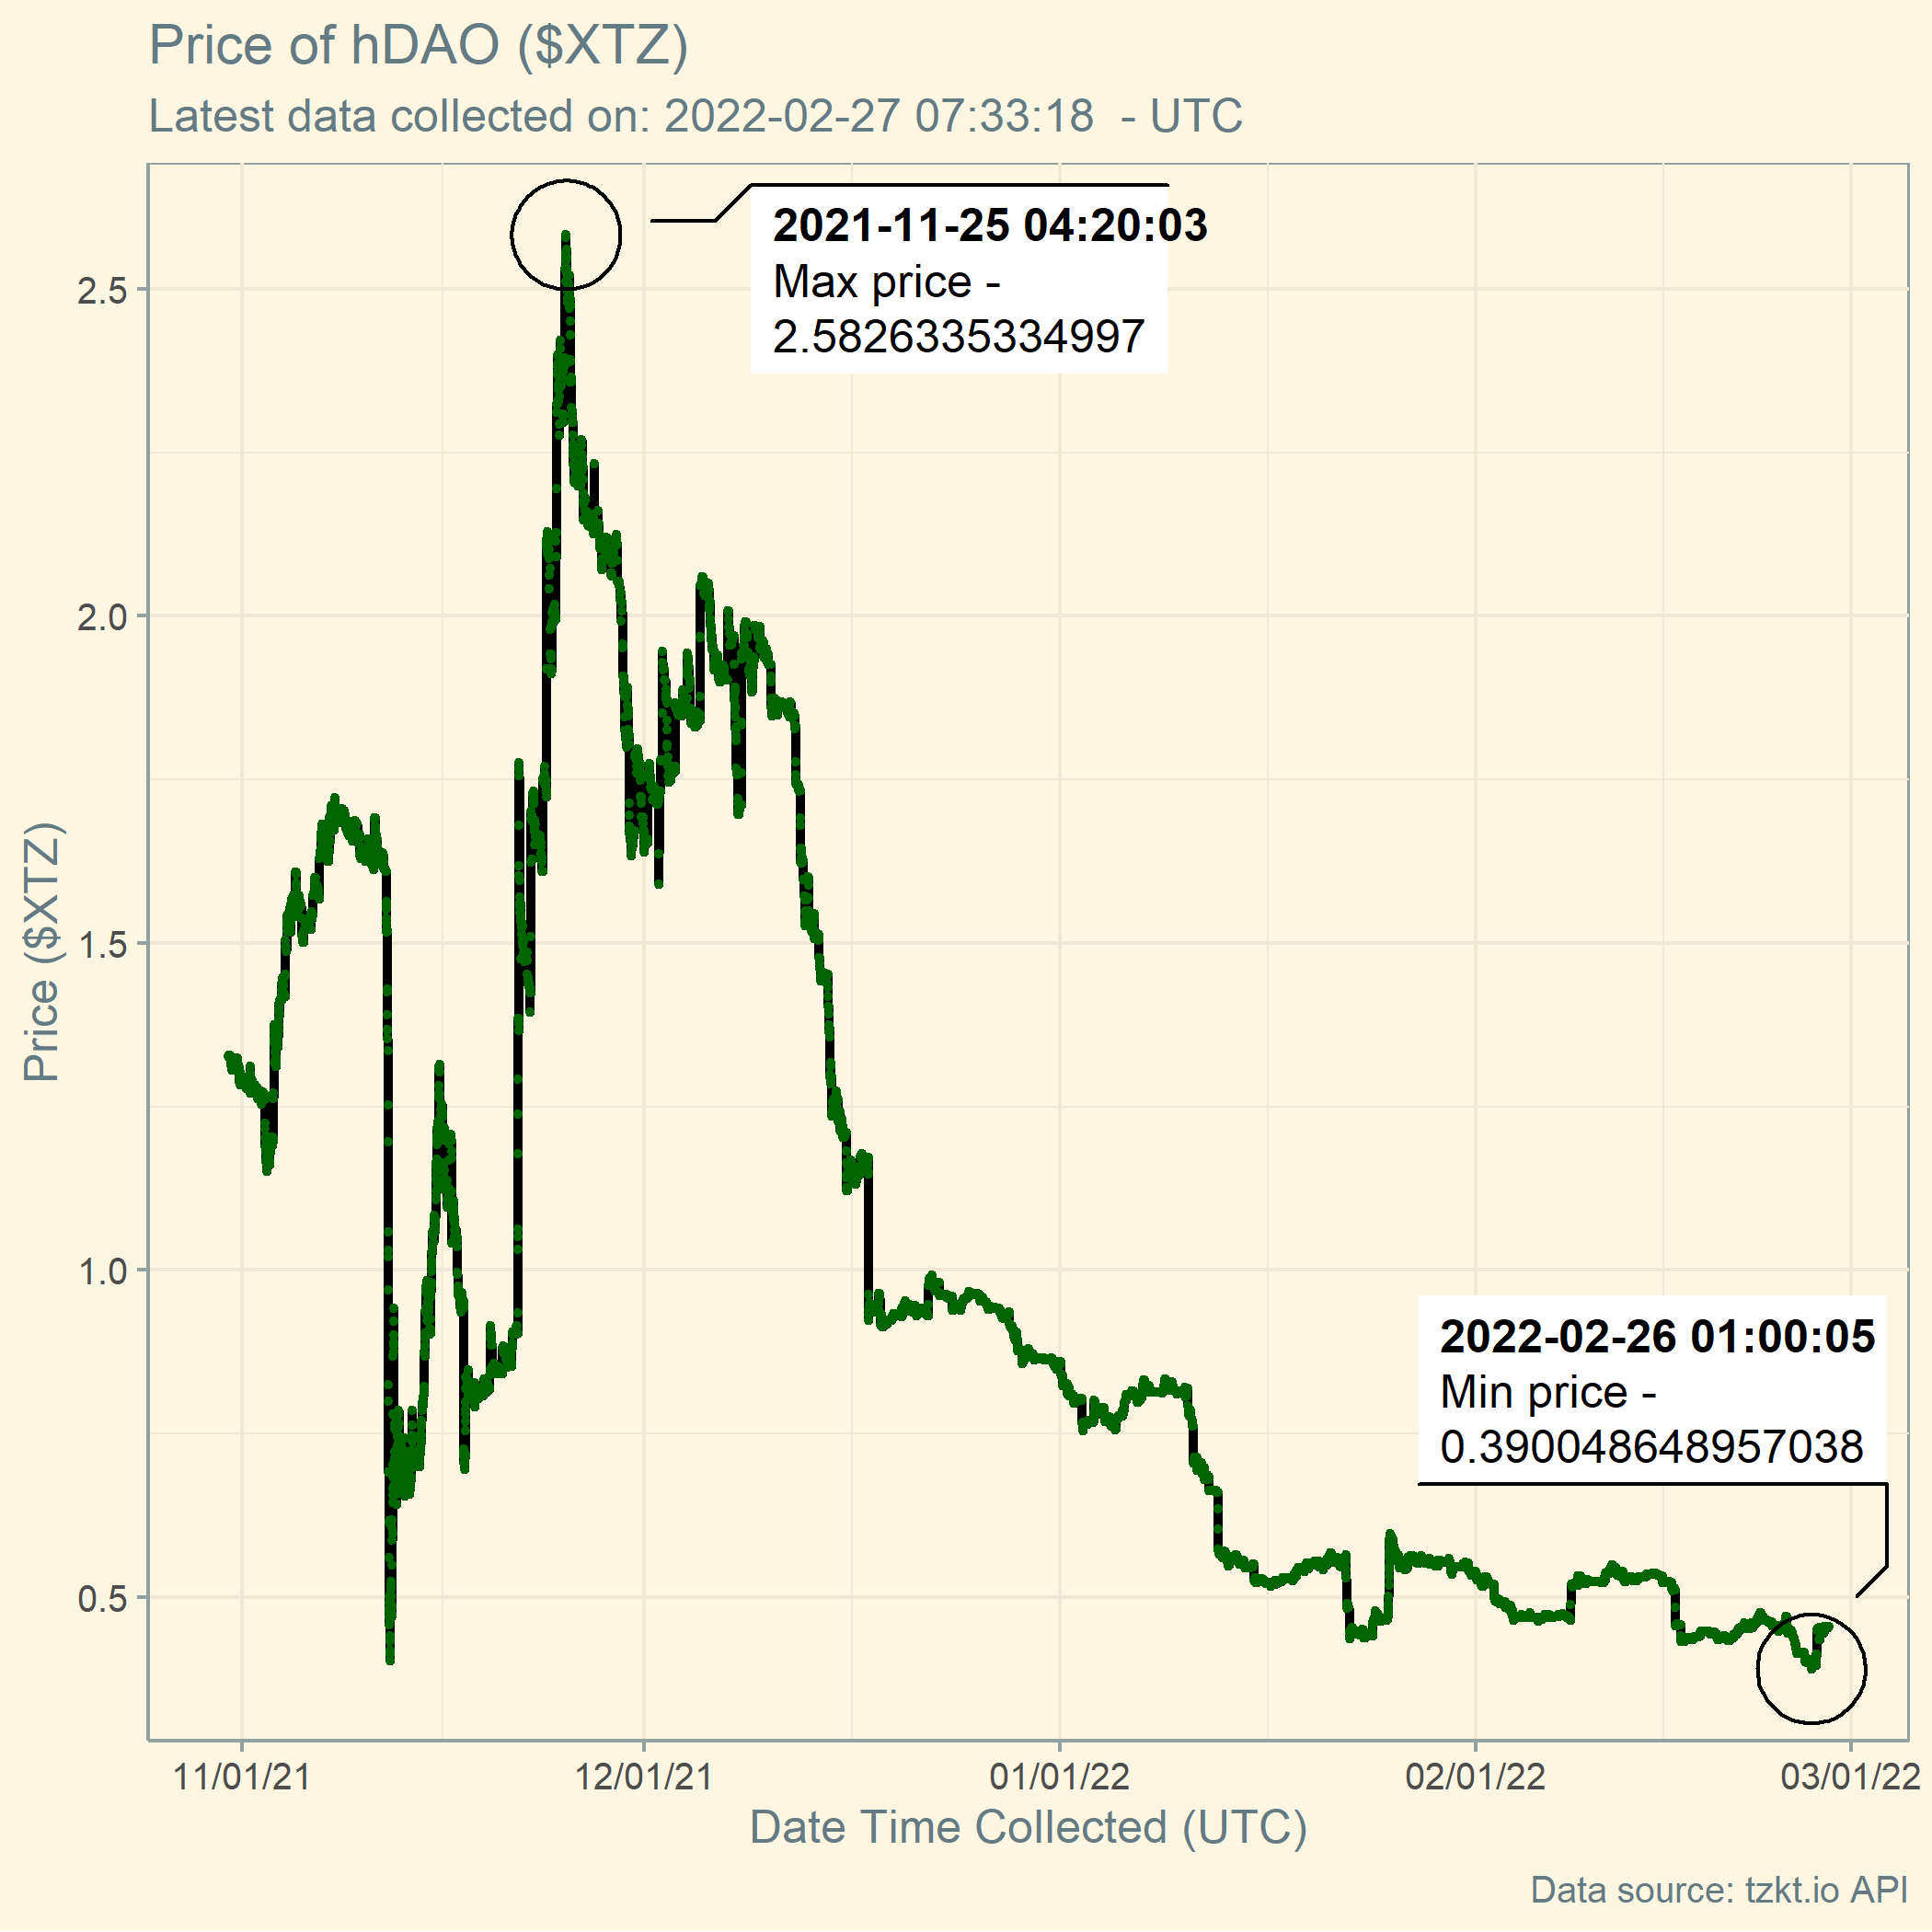 Price of hDAO ($XTZ)
Latest data collected on: 2022-02-27 07:33:18  - UTC
2021-11-25 04:20:03
Max price -
2.5826335334997
2.5
2.0
1.5
1.0
0.5
Price ($XTZ)
2022-02-26 01:00:05
Min price -
0.390048648957038
11/01/21
12/01/21
01/01/22
02/01/22
03/01/22
Date Time Collected (UTC)
Data source: tzkt.io API